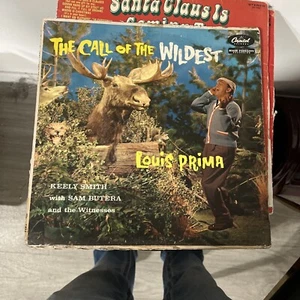 Santa Claus Is
Coming T
Capitol
THE CALL OF THE WILDEST
LOUIS PRIMA
KEELY SMITH
with SAM BUTERA
and the Witnesses